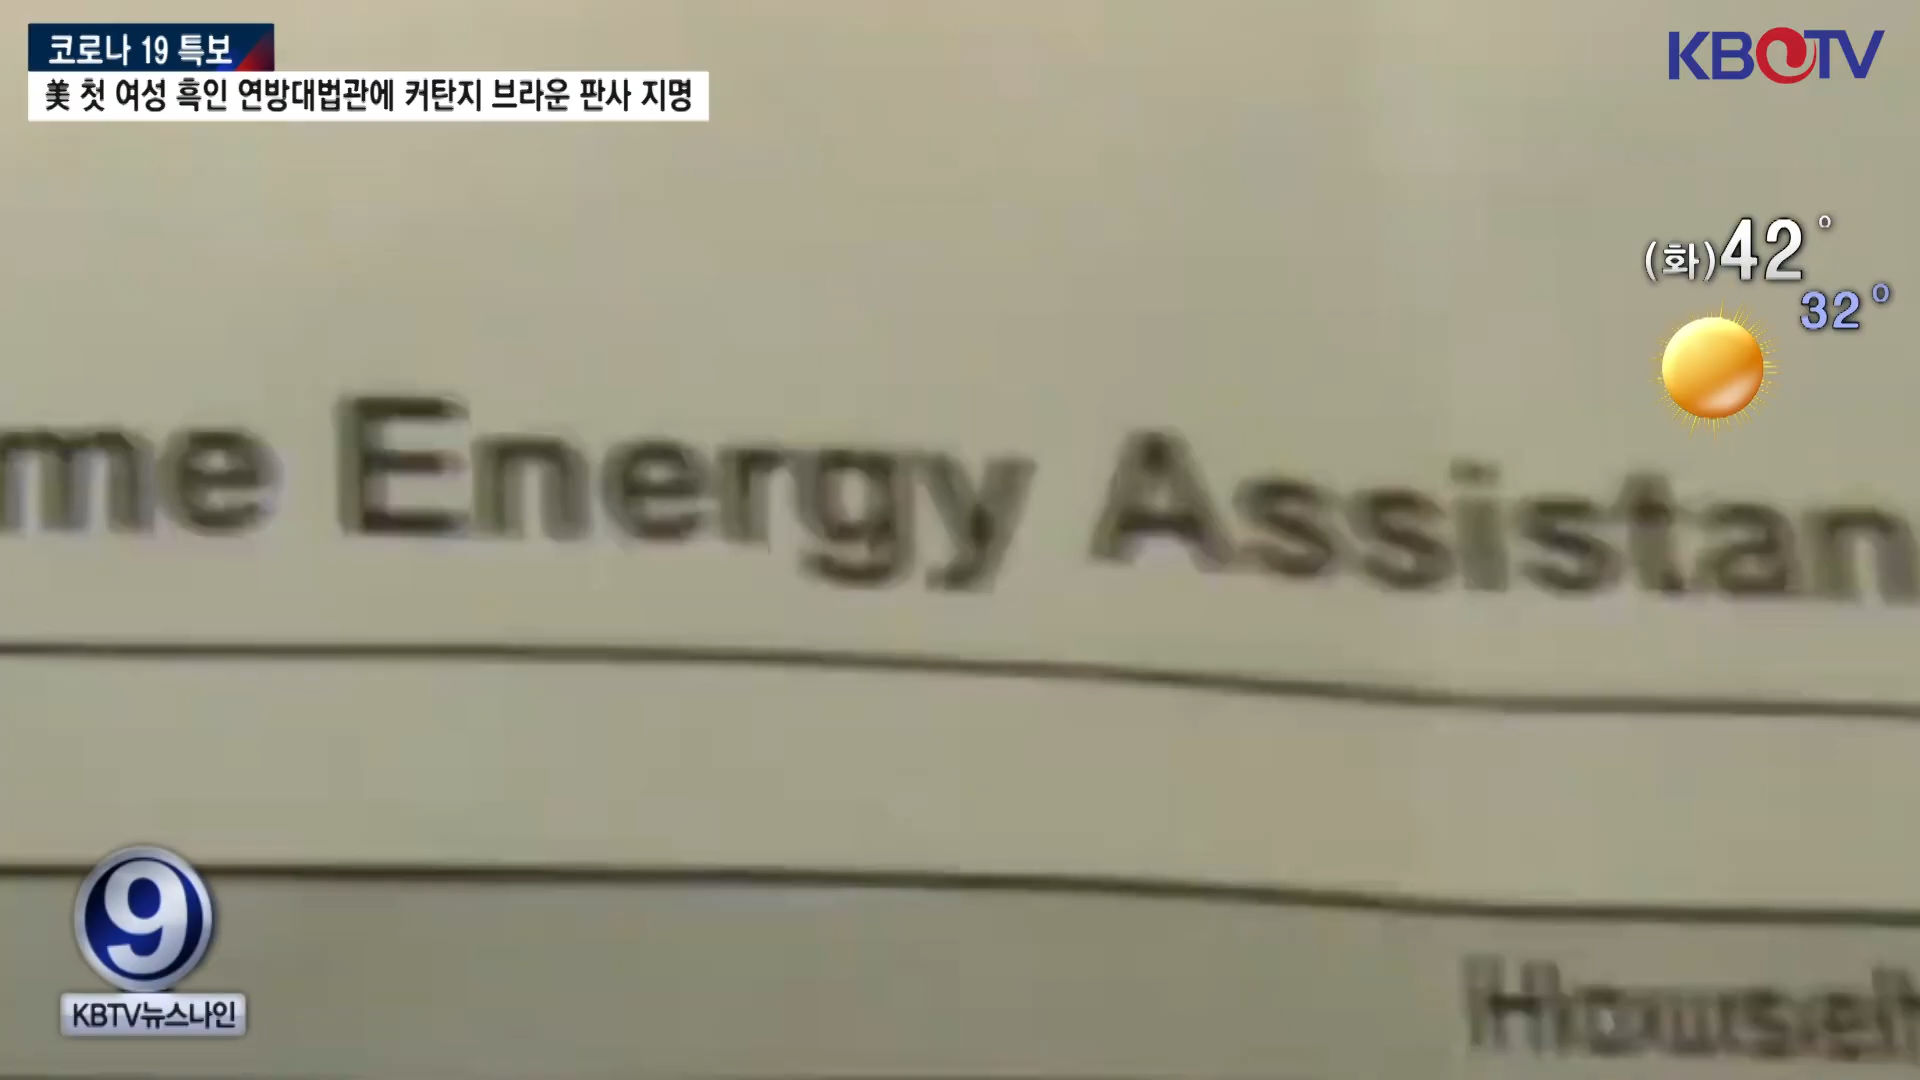 코로나 19 특보
美 첫 여성 흑인 연방대법관에 커탄지 브라운 판사 지명
KBTV
(화)42°
32°
me Energy Assistan
Househ
9
KBTV뉴스나인